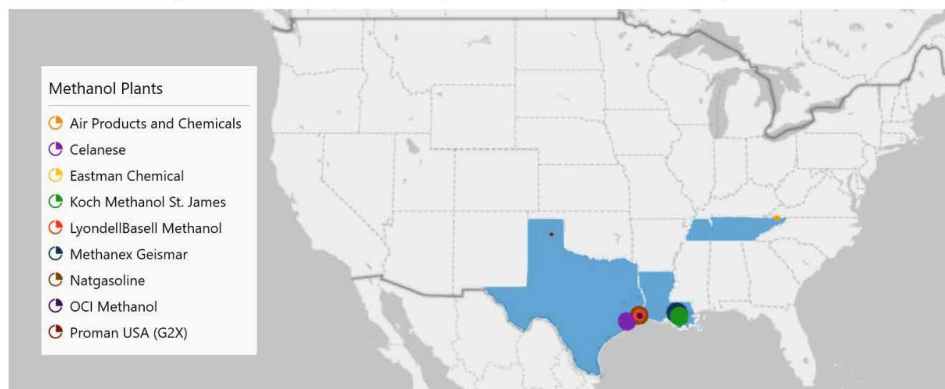 Methanol Plants
Air Products and Chemicals
Celanese
Eastman Chemical
Koch Methanol St. James
LyondellBasell Methanol
Methanex Geismar
Natgasoline
OCI Methanol
Proman USA (G2X)